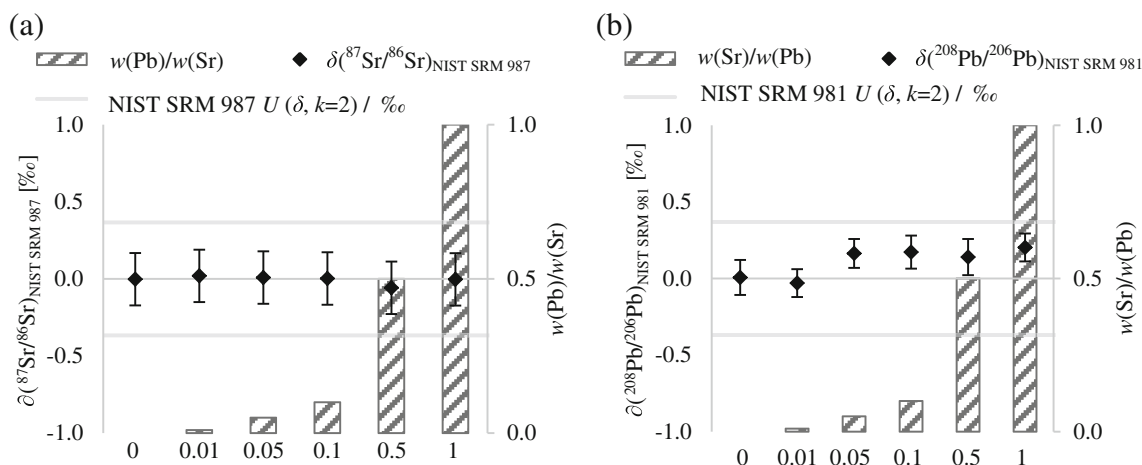 (a)
w(Pb)/w(Sr) δ(⁸⁷Sr/⁸⁶Sr)NIST SRM 987
NIST SRM 987 U (δ, k=2) / ‰
∂(⁸⁷Sr/⁸⁶Sr)NIST SRM 987 [‰]
1.0
0.5
0.0
-0.5
-1.0
1.0
0.5
0.0
w(Pb)/w(Sr)
0 0.01 0.05 0.1 0.5 1
(b)
w(Sr)/w(Pb) δ(²⁰⁸Pb/²⁰⁶Pb)NIST SRM 981
NIST SRM 981 U (δ, k=2) / ‰
∂(²⁰⁸Pb/²⁰⁶Pb)NIST SRM 981 [‰]
1.0
0.5
0.0
-0.5
-1.0
1.0
0.5
0.0
w(Sr)/w(Pb)
0 0.01 0.05 0.1 0.5 1